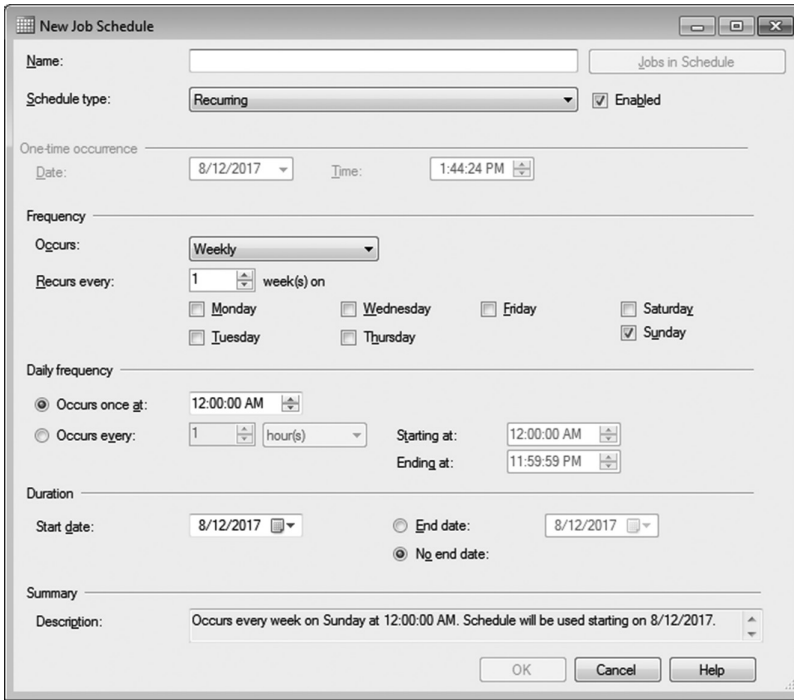 New Job Schedule
Name: Jobs in Schedule
Schedule type: Recurring Enabled
One-time occurrence
Date: 8/12/2017 Time: 1:44:24 PM
Frequency
Occurs: Weekly
Recurs every: 1 week(s) on
Monday Wednesday Friday Saturday
Tuesday Thursday Sunday
Daily frequency
Occurs once at: 12:00:00 AM
Occurs every: 1 hour(s) Starting at: 12:00:00 AM
Ending at: 11:59:59 PM
Duration
Start date: 8/12/2017 End date: 8/12/2017
No end date:
Summary
Description: Occurs every week on Sunday at 12:00:00 AM. Schedule will be used starting on 8/12/2017.
OK Cancel Help